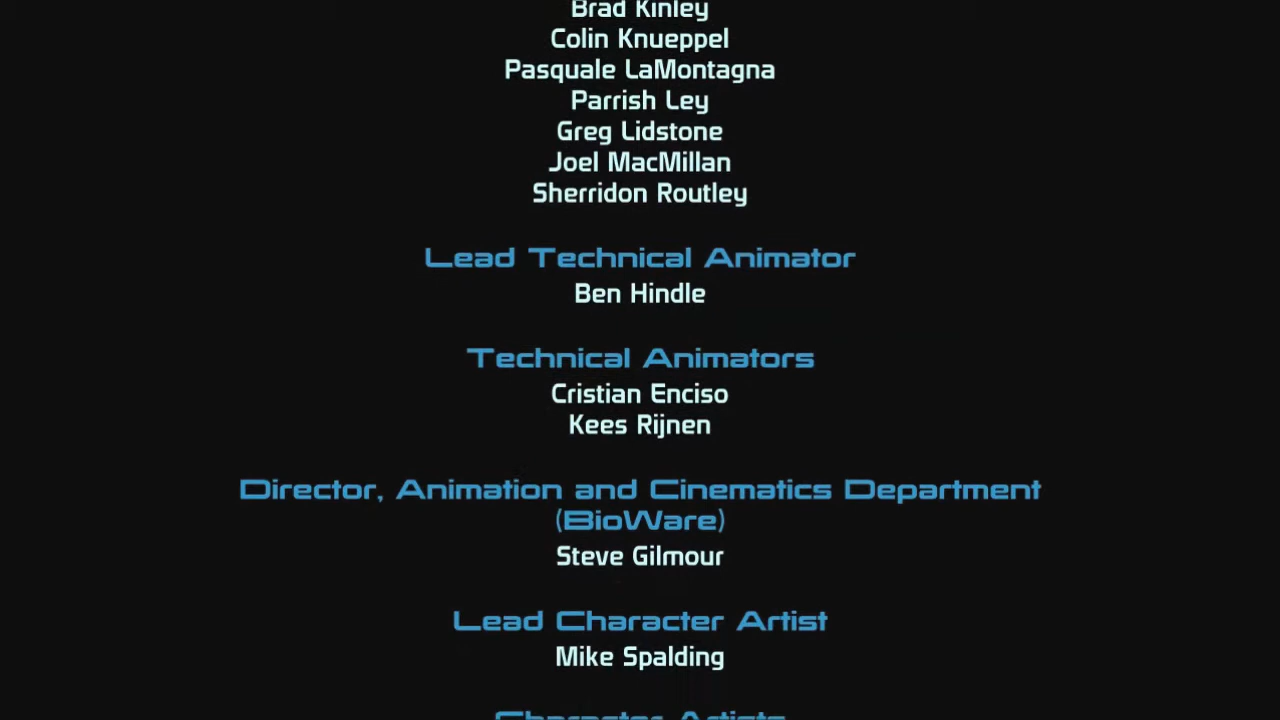 Brad Kinley
Colin Knueppel
Pasquale LaMontagna
Parrish Ley
Greg Lidstone
Joel MacMillan
Sherridon Routley
Lead Technical Animator
Ben Hindle
Technical Animators
Cristian Enciso
Kees Rijnen
Director, Animation and Cinematics Department
(BioWare)
Steve Gilmour
Lead Character Artist
Mike Spalding
Character Artists